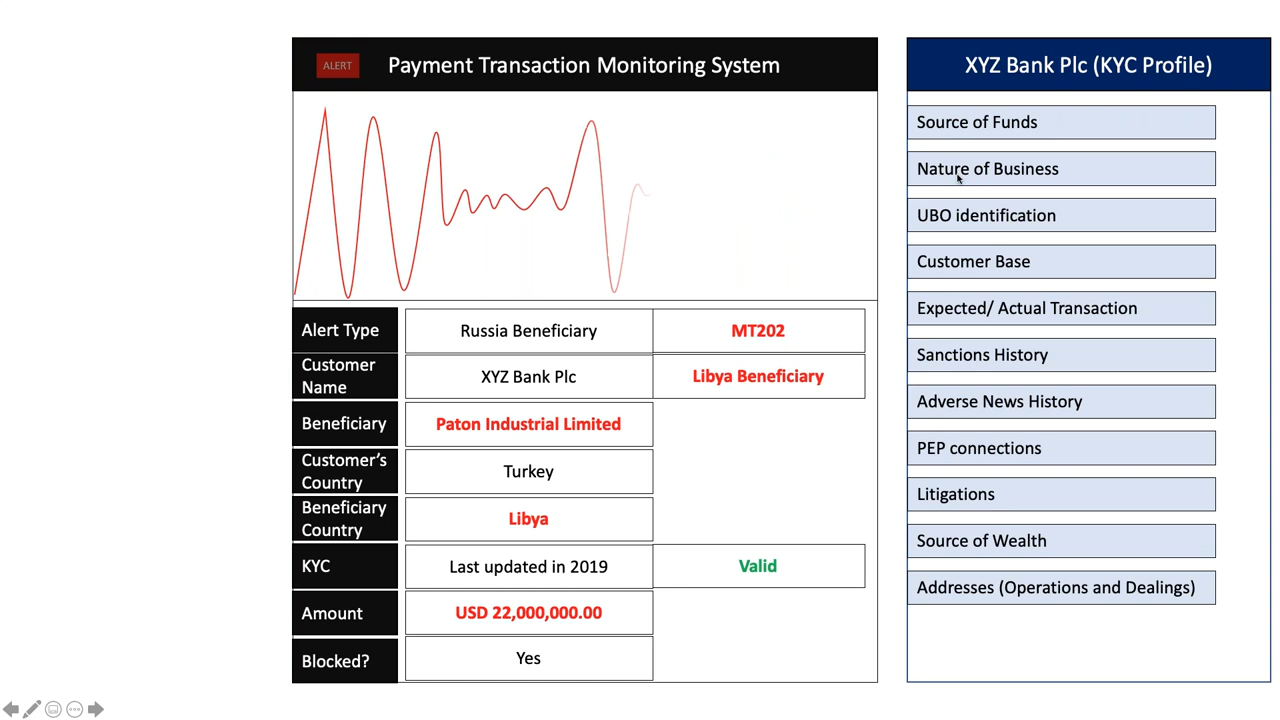 ALERT
Payment Transaction Monitoring System
Alert Type
Russia Beneficiary
MT202
Customer
Name
XYZ Bank Plc
Libya Beneficiary
Beneficiary
Paton Industrial Limited
Customer's
Country
Turkey
Beneficiary
Country
Libya
KYC
Last updated in 2019
Valid
Amount
USD 22,000,000.00
Blocked?
Yes
XYZ Bank Plc (KYC Profile)
Source of Funds
Nature of Business
UBO identification
Customer Base
Expected/ Actual Transaction
Sanctions History
Adverse News History
PEP connections
Litigations
Source of Wealth
Addresses (Operations and Dealings)